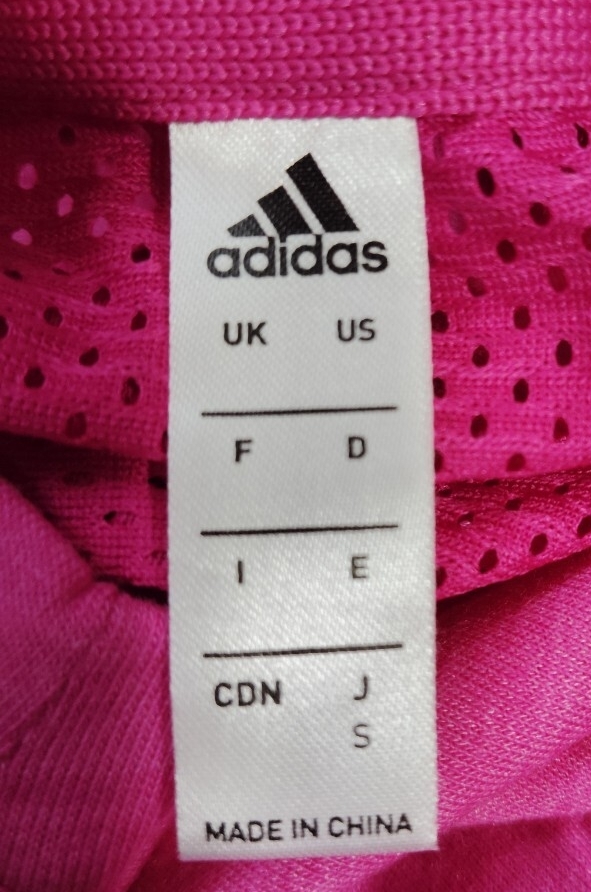 adidas
UK US
F D
I E
CDN J
S
MADE IN CHINA